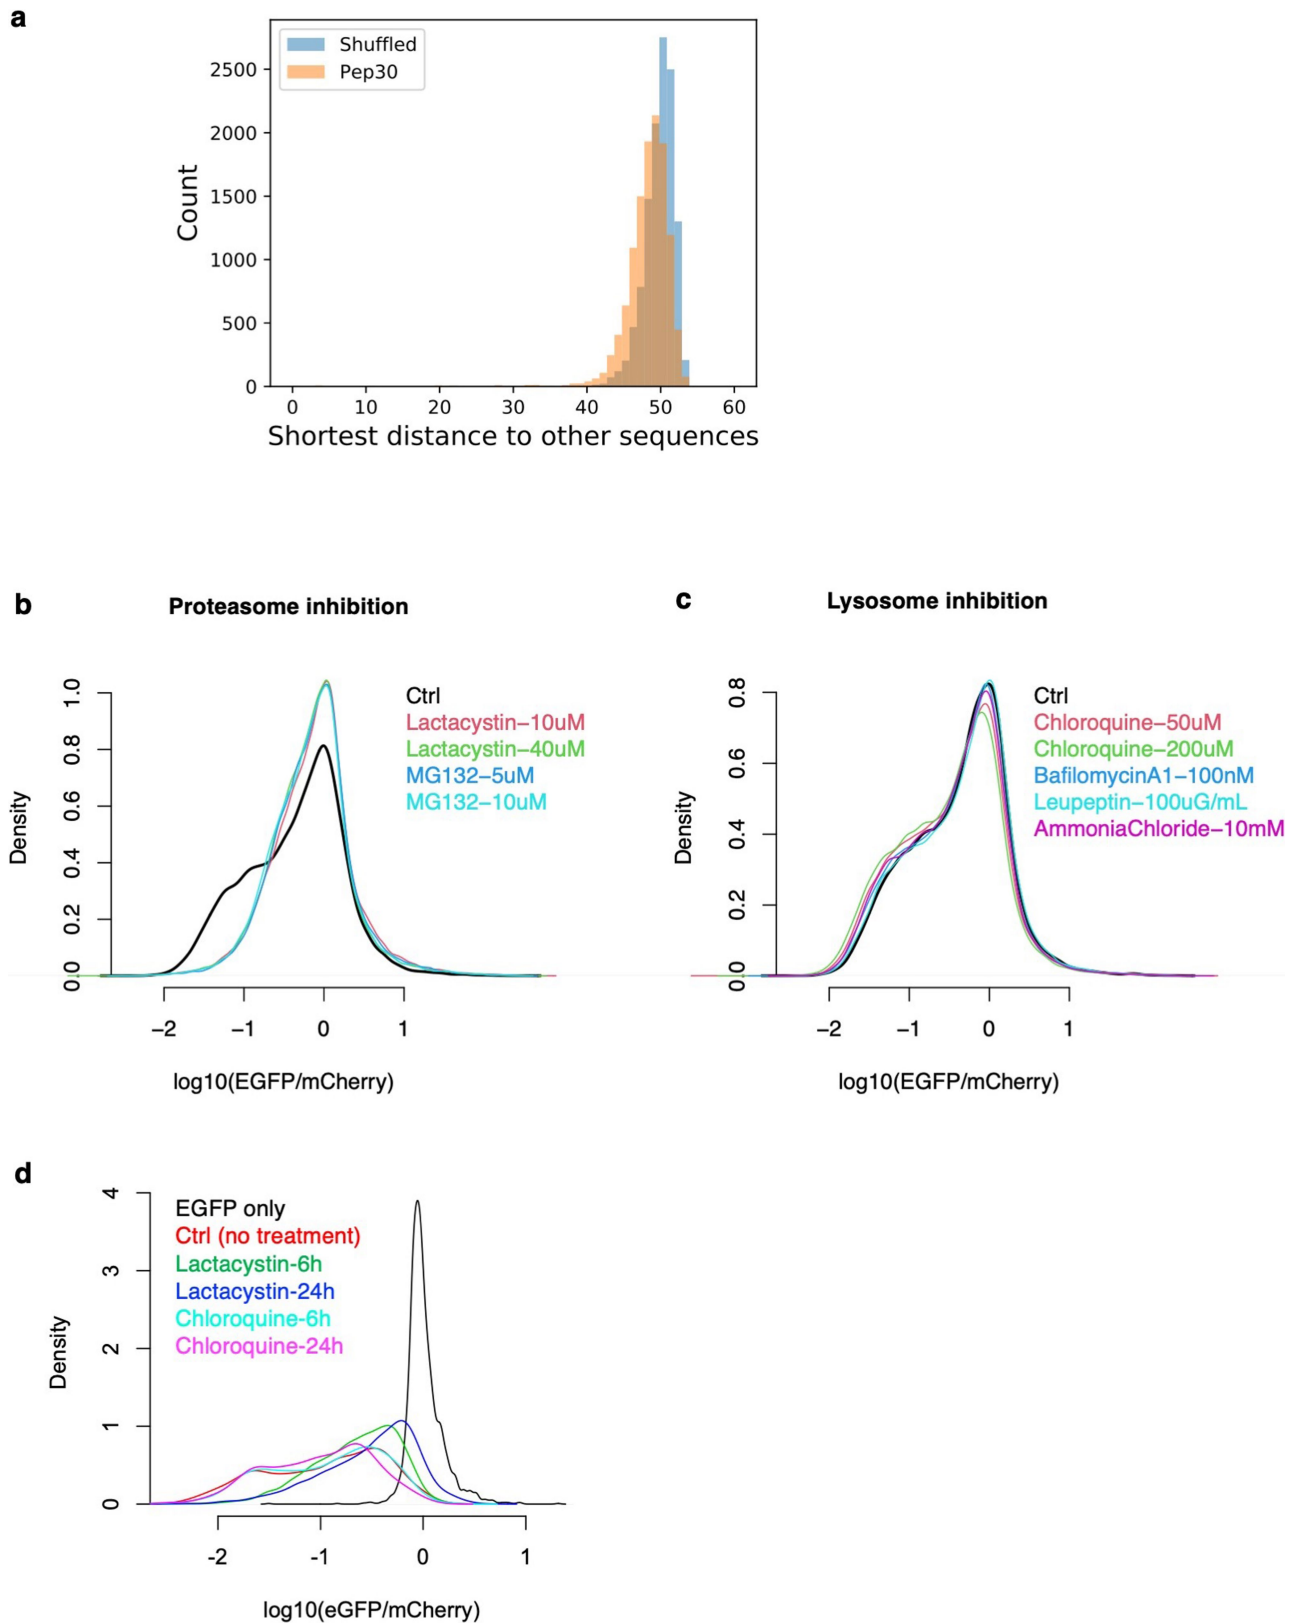 a
Shuffled
Pep30
2500
2000
1500
1000
500
0
Count
0 10 20 30 40 50 60
Shortest distance to other sequences
b
Proteasome inhibition
Ctrl
Lactacystin−10uM
Lactacystin−40uM
MG132−5uM
MG132−10uM
1.0
0.8
0.6
0.4
0.2
0.0
Density
−2 −1 0 1
log10(EGFP/mCherry)
c
Lysosome inhibition
Ctrl
Chloroquine−50uM
Chloroquine−200uM
BafilomycinA1−100nM
Leupeptin−100uG/mL
AmmoniaChloride−10mM
0.8
0.6
0.4
0.2
0.0
Density
−2 −1 0 1
log10(EGFP/mCherry)
d
EGFP only
Ctrl (no treatment)
Lactacystin-6h
Lactacystin-24h
Chloroquine-6h
Chloroquine-24h
4
3
2
1
0
Density
-2 -1 0 1
log10(eGFP/mCherry)